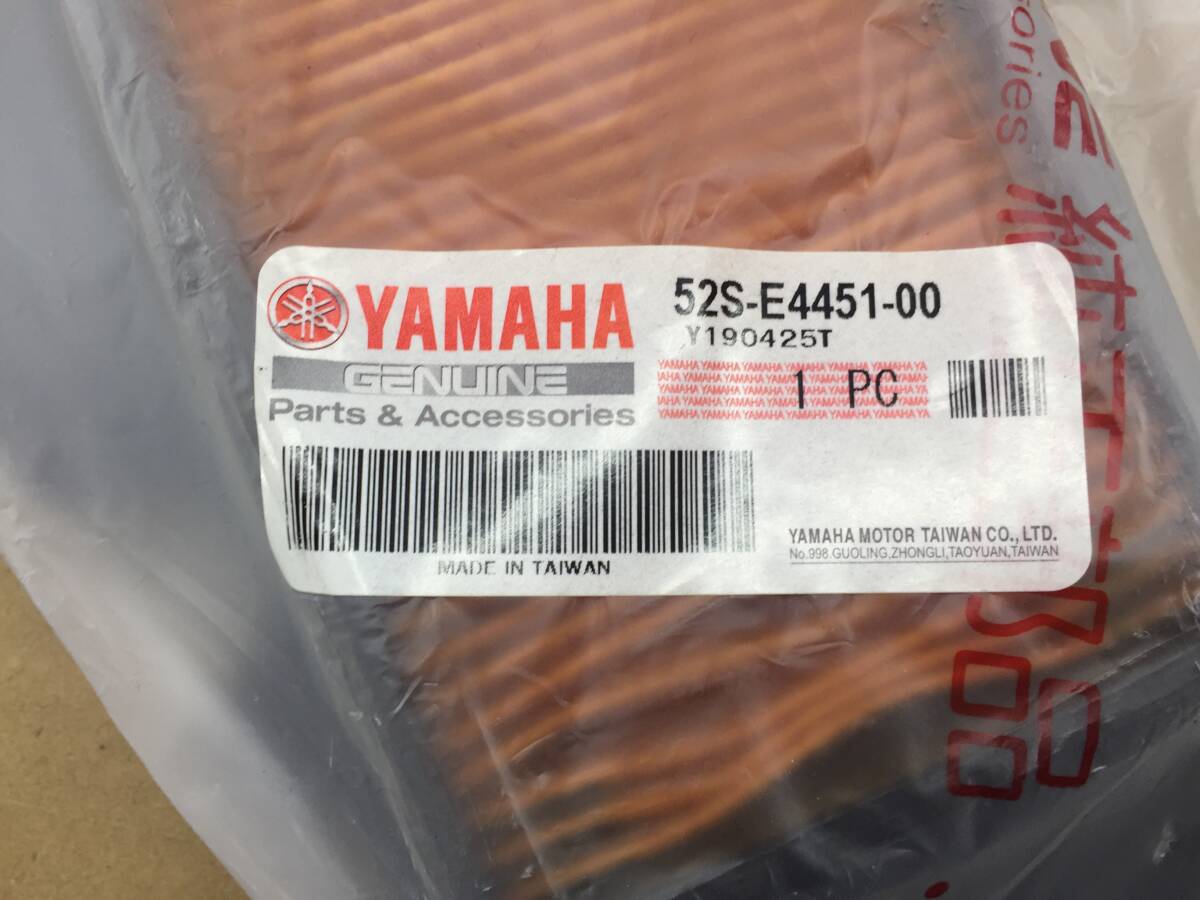 YAMAHA
GENUINE
Parts & Accessories
52S-E4451-00
Y190425T
1 PC
MADE IN TAIWAN
YAMAHA MOTOR TAIWAN CO., LTD.
No.998.GUOLING,ZHONGLI,TAOYUAN,TAIWAN
ories